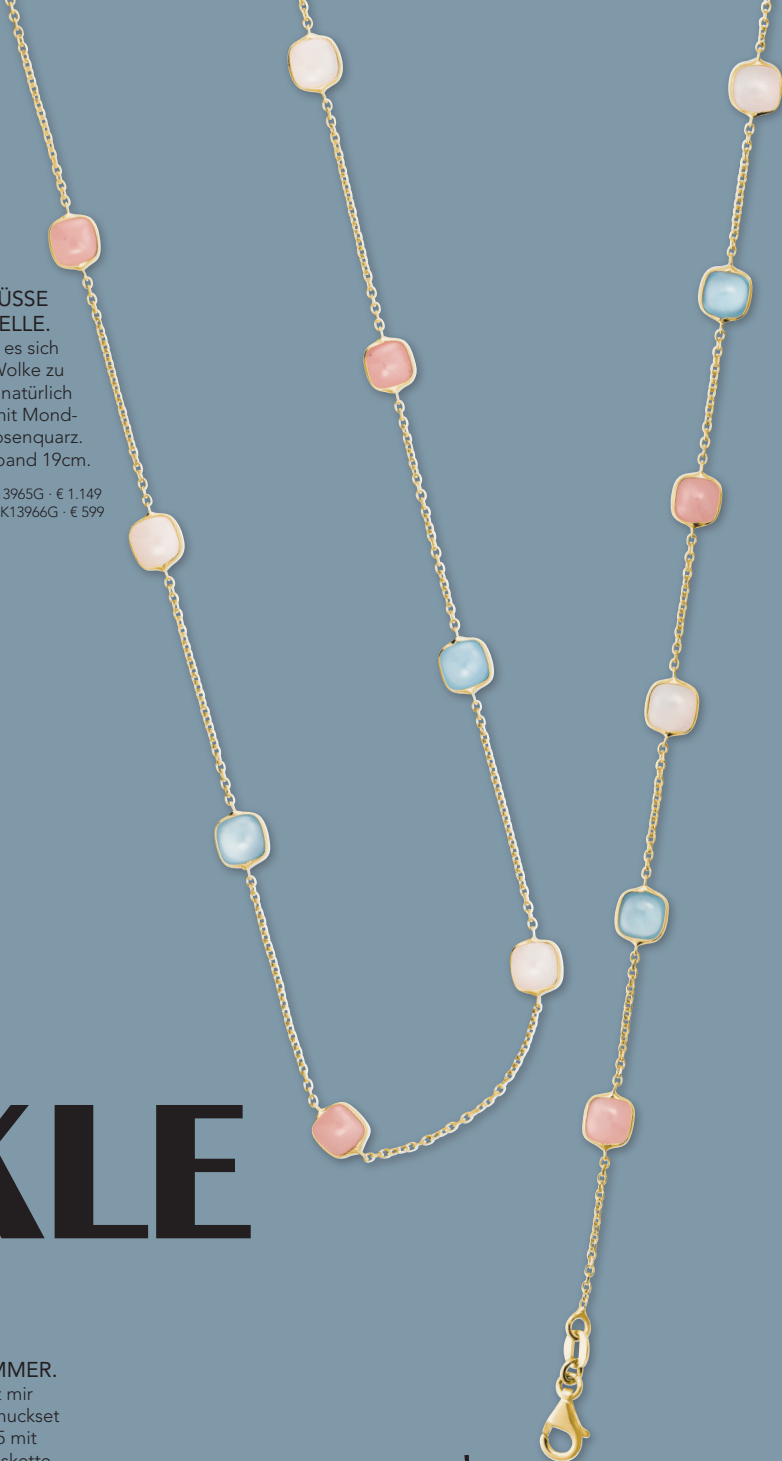 ÜSSE
ELLE.
es sich
Wolke zu
natürlich
mit Mond-
osenquarz.
band 19cm.
3965G · € 1.149
K13966G · € 599
KLE
MMER.
mir
muckset
5 mit